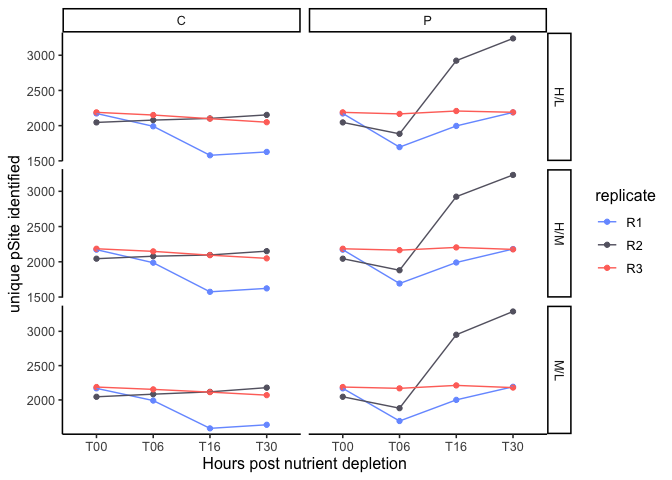 C P
3000
2500
2000
1500
H/L
3000
2500
2000
1500
H/M
3000
2500
2000
M/L
unique pSite identified
T00 T06 T16 T30 T00 T06 T16 T30
Hours post nutrient depletion
replicate
R1
R2
R3